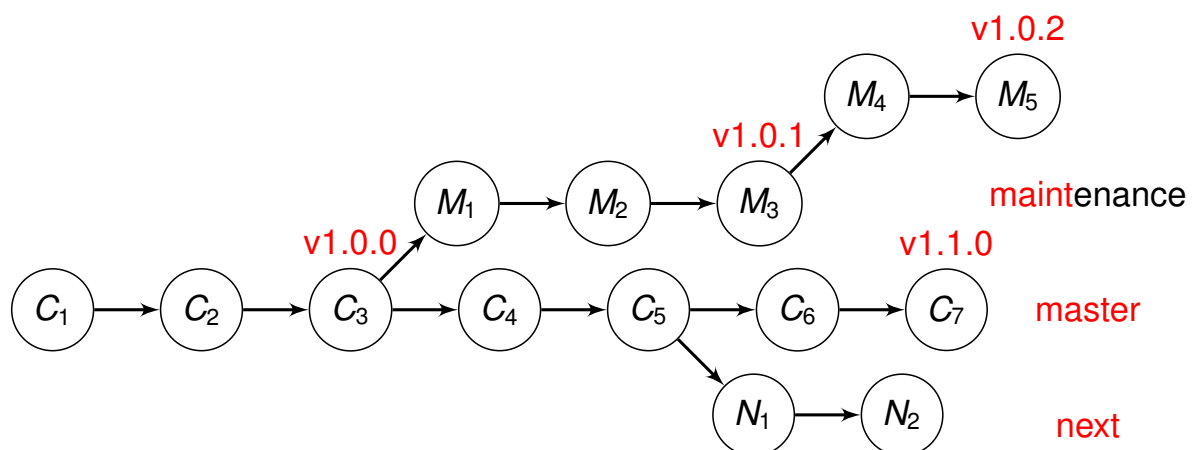 v1.0.2
M4 M5
v1.0.1
M1 M2 M3 maintenance
v1.0.0 v1.1.0
C1 C2 C3 C4 C5 C6 C7 master
N1 N2 next